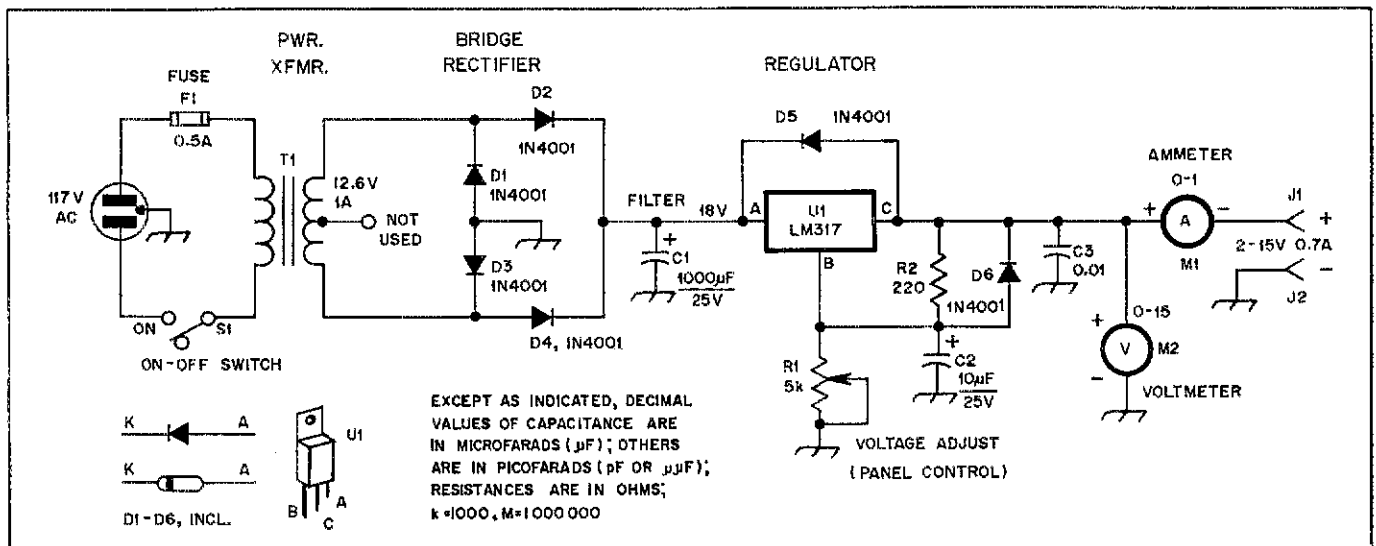 PWR.
XFMR.
BRIDGE
RECTIFIER
REGULATOR
FUSE
F1
0.5A
T1
12.6V
1A
117V
AC
NOT
USED
ON
S1
ON-OFF SWITCH
D2
1N4001
D1
1N4001
D3
1N4001
D4, 1N4001
FILTER
+
C1
1000µF
25V
18V
D5
1N4001
A
U1
LM317
C
B
R2
220
D6
1N4001
C3
0.01
+
C2
10µF
25V
R1
5k
VOLTAGE ADJUST
(PANEL CONTROL)
AMMETER
0-1
+
A
-
M1
J1
+
2-15V 0.7A
-
J2
0-15
+
V
M2
-
VOLTMETER
K
A
K
A
D1-D6, INCL.
U1
B
C
A
EXCEPT AS INDICATED, DECIMAL
VALUES OF CAPACITANCE ARE
IN MICROFARADS (µF); OTHERS
ARE IN PICOFARADS (pF OR µµF);
RESISTANCES ARE IN OHMS;
k=1000, M=1000 000